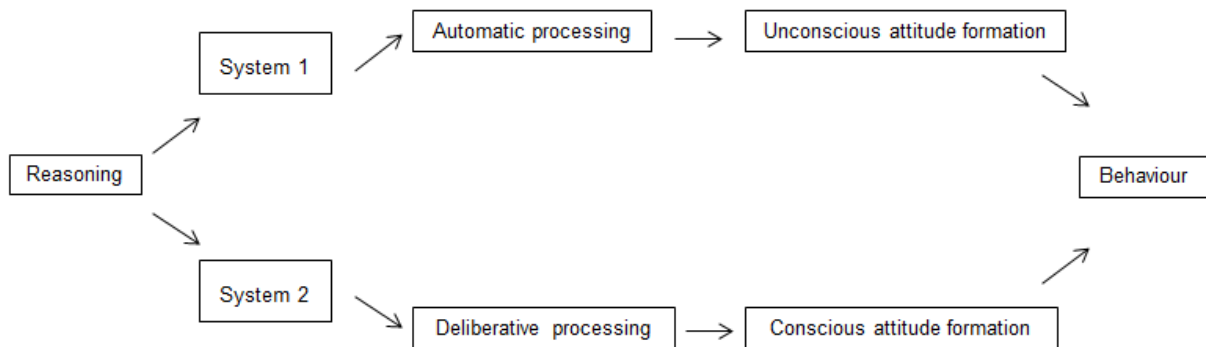 Automatic processing
Unconscious attitude formation
System 1
Reasoning
Behaviour
System 2
Deliberative processing
Conscious attitude formation